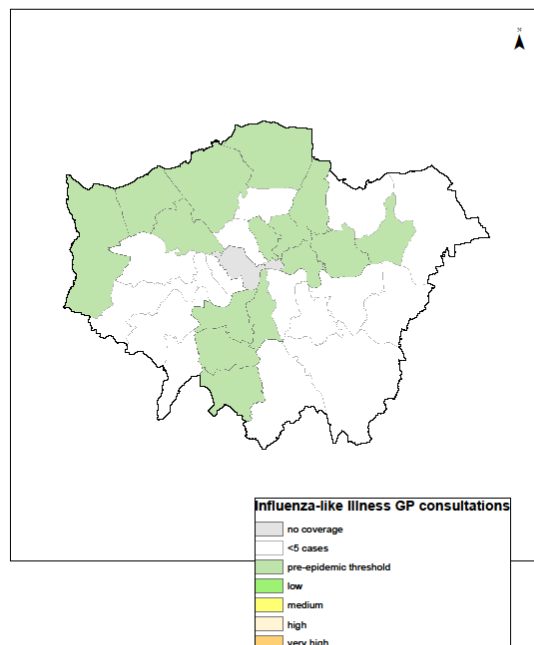 N
Influenza-like Illness GP consultations
no coverage
<5 cases
pre-epidemic threshold
low
medium
high
very high